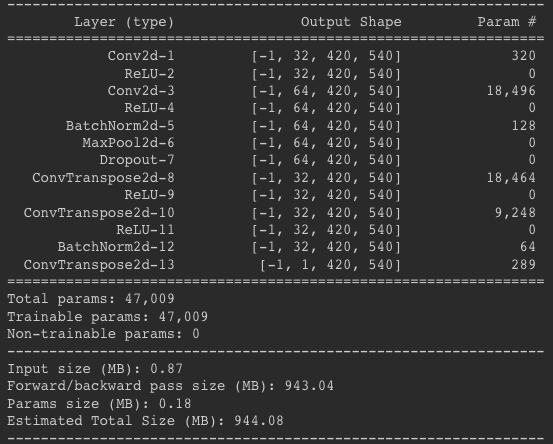 ----------------------------------------------------------------
        Layer (type)               Output Shape         Param #
================================================================
            Conv2d-1         [-1, 32, 420, 540]             320
              ReLU-2         [-1, 32, 420, 540]               0
            Conv2d-3         [-1, 64, 420, 540]          18,496
              ReLU-4         [-1, 64, 420, 540]               0
       BatchNorm2d-5         [-1, 64, 420, 540]             128
         MaxPool2d-6         [-1, 64, 420, 540]               0
           Dropout-7         [-1, 64, 420, 540]               0
   ConvTranspose2d-8         [-1, 32, 420, 540]          18,464
              ReLU-9         [-1, 32, 420, 540]               0
  ConvTranspose2d-10         [-1, 32, 420, 540]           9,248
             ReLU-11         [-1, 32, 420, 540]               0
      BatchNorm2d-12         [-1, 32, 420, 540]              64
  ConvTranspose2d-13          [-1, 1, 420, 540]             289
================================================================
Total params: 47,009
Trainable params: 47,009
Non-trainable params: 0
----------------------------------------------------------------
Input size (MB): 0.87
Forward/backward pass size (MB): 943.04
Params size (MB): 0.18
Estimated Total Size (MB): 944.08
----------------------------------------------------------------